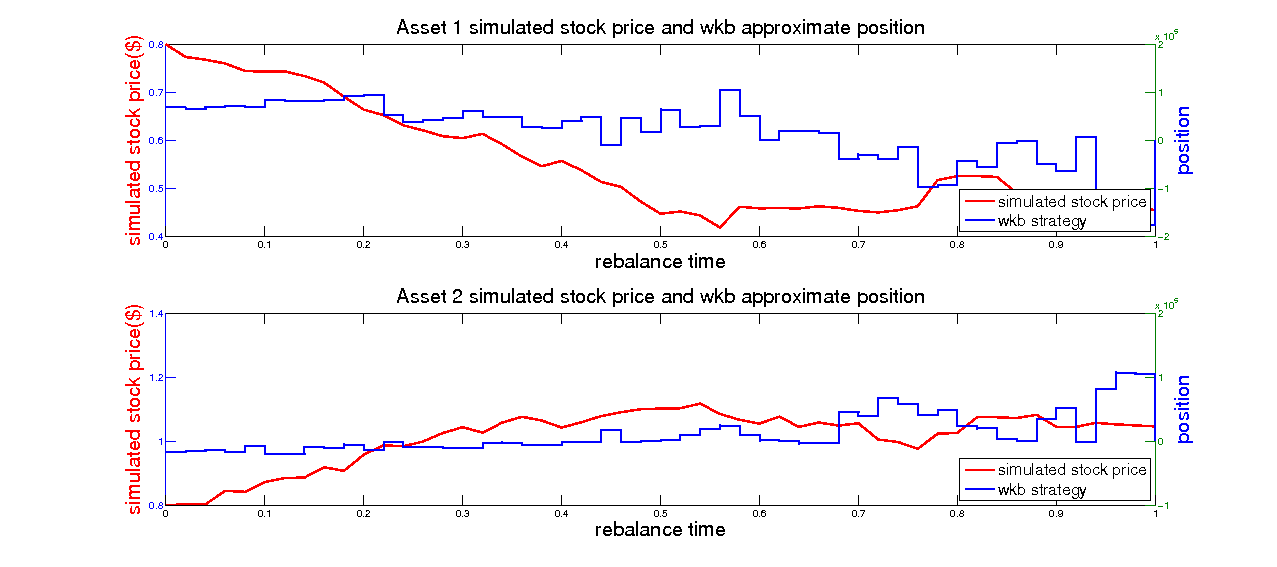 Asset 1 simulated stock price and wkb approximate position
simulated stock price($)
0.8
0.7
0.6
0.5
0.4
x 10^5
2
1
0
−1
−2
position
simulated stock price
wkb strategy
0 0.1 0.2 0.3 0.4 0.5 0.6 0.7 0.8 0.9 1
rebalance time
Asset 2 simulated stock price and wkb approximate position
simulated stock price($)
1.4
1.2
1
0.8
2
1
0
−1
position
simulated stock price
wkb strategy
0 0.1 0.2 0.3 0.4 0.5 0.6 0.7 0.8 0.9 1
rebalance time